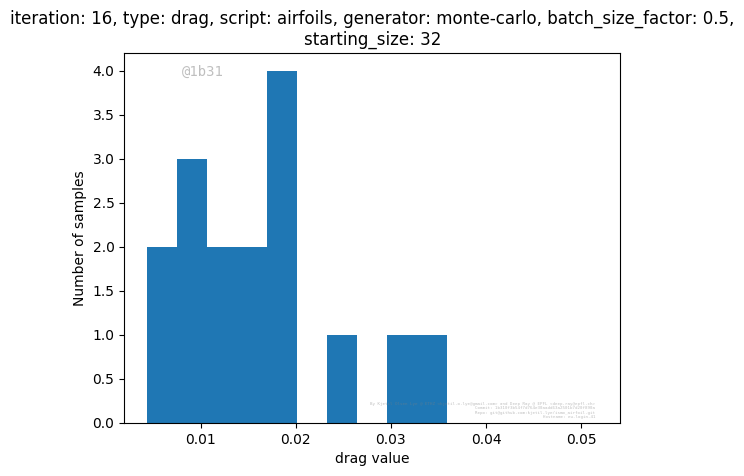 iteration: 16, type: drag, script: airfoils, generator: monte-carlo, batch_size_factor: 0.5,
starting_size: 32
@1b31
4.0
3.5
3.0
2.5
2.0
1.5
1.0
0.5
0.0
Number of samples
0.01 0.02 0.03 0.04 0.05
drag value